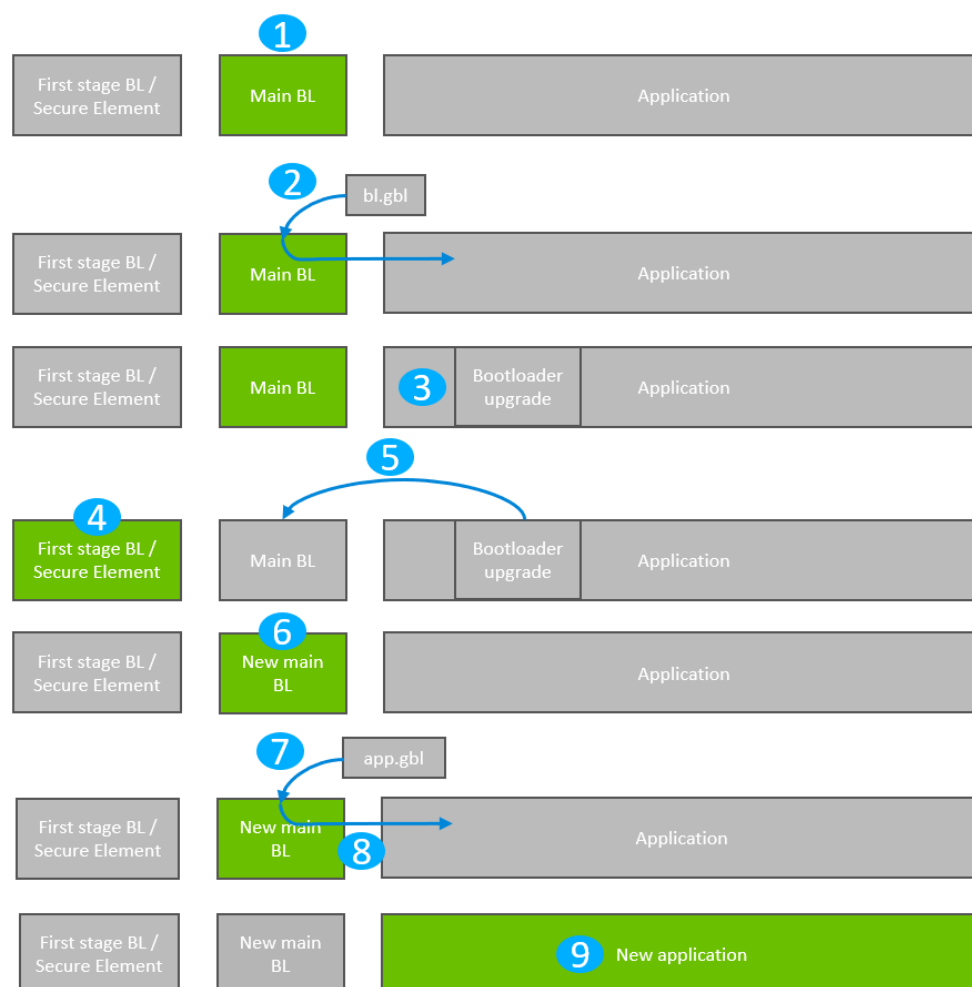 1
First stage BL /
Secure Element
Main BL
Application
2
bl.gbl
First stage BL /
Secure Element
Main BL
Application
First stage BL /
Secure Element
Main BL
3
Bootloader
upgrade
Application
5
4
First stage BL /
Secure Element
Main BL
Bootloader
upgrade
Application
6
First stage BL /
Secure Element
New main
BL
Application
7
app.gbl
First stage BL /
Secure Element
New main
BL
8
Application
First stage BL /
Secure Element
New main
BL
9
New application